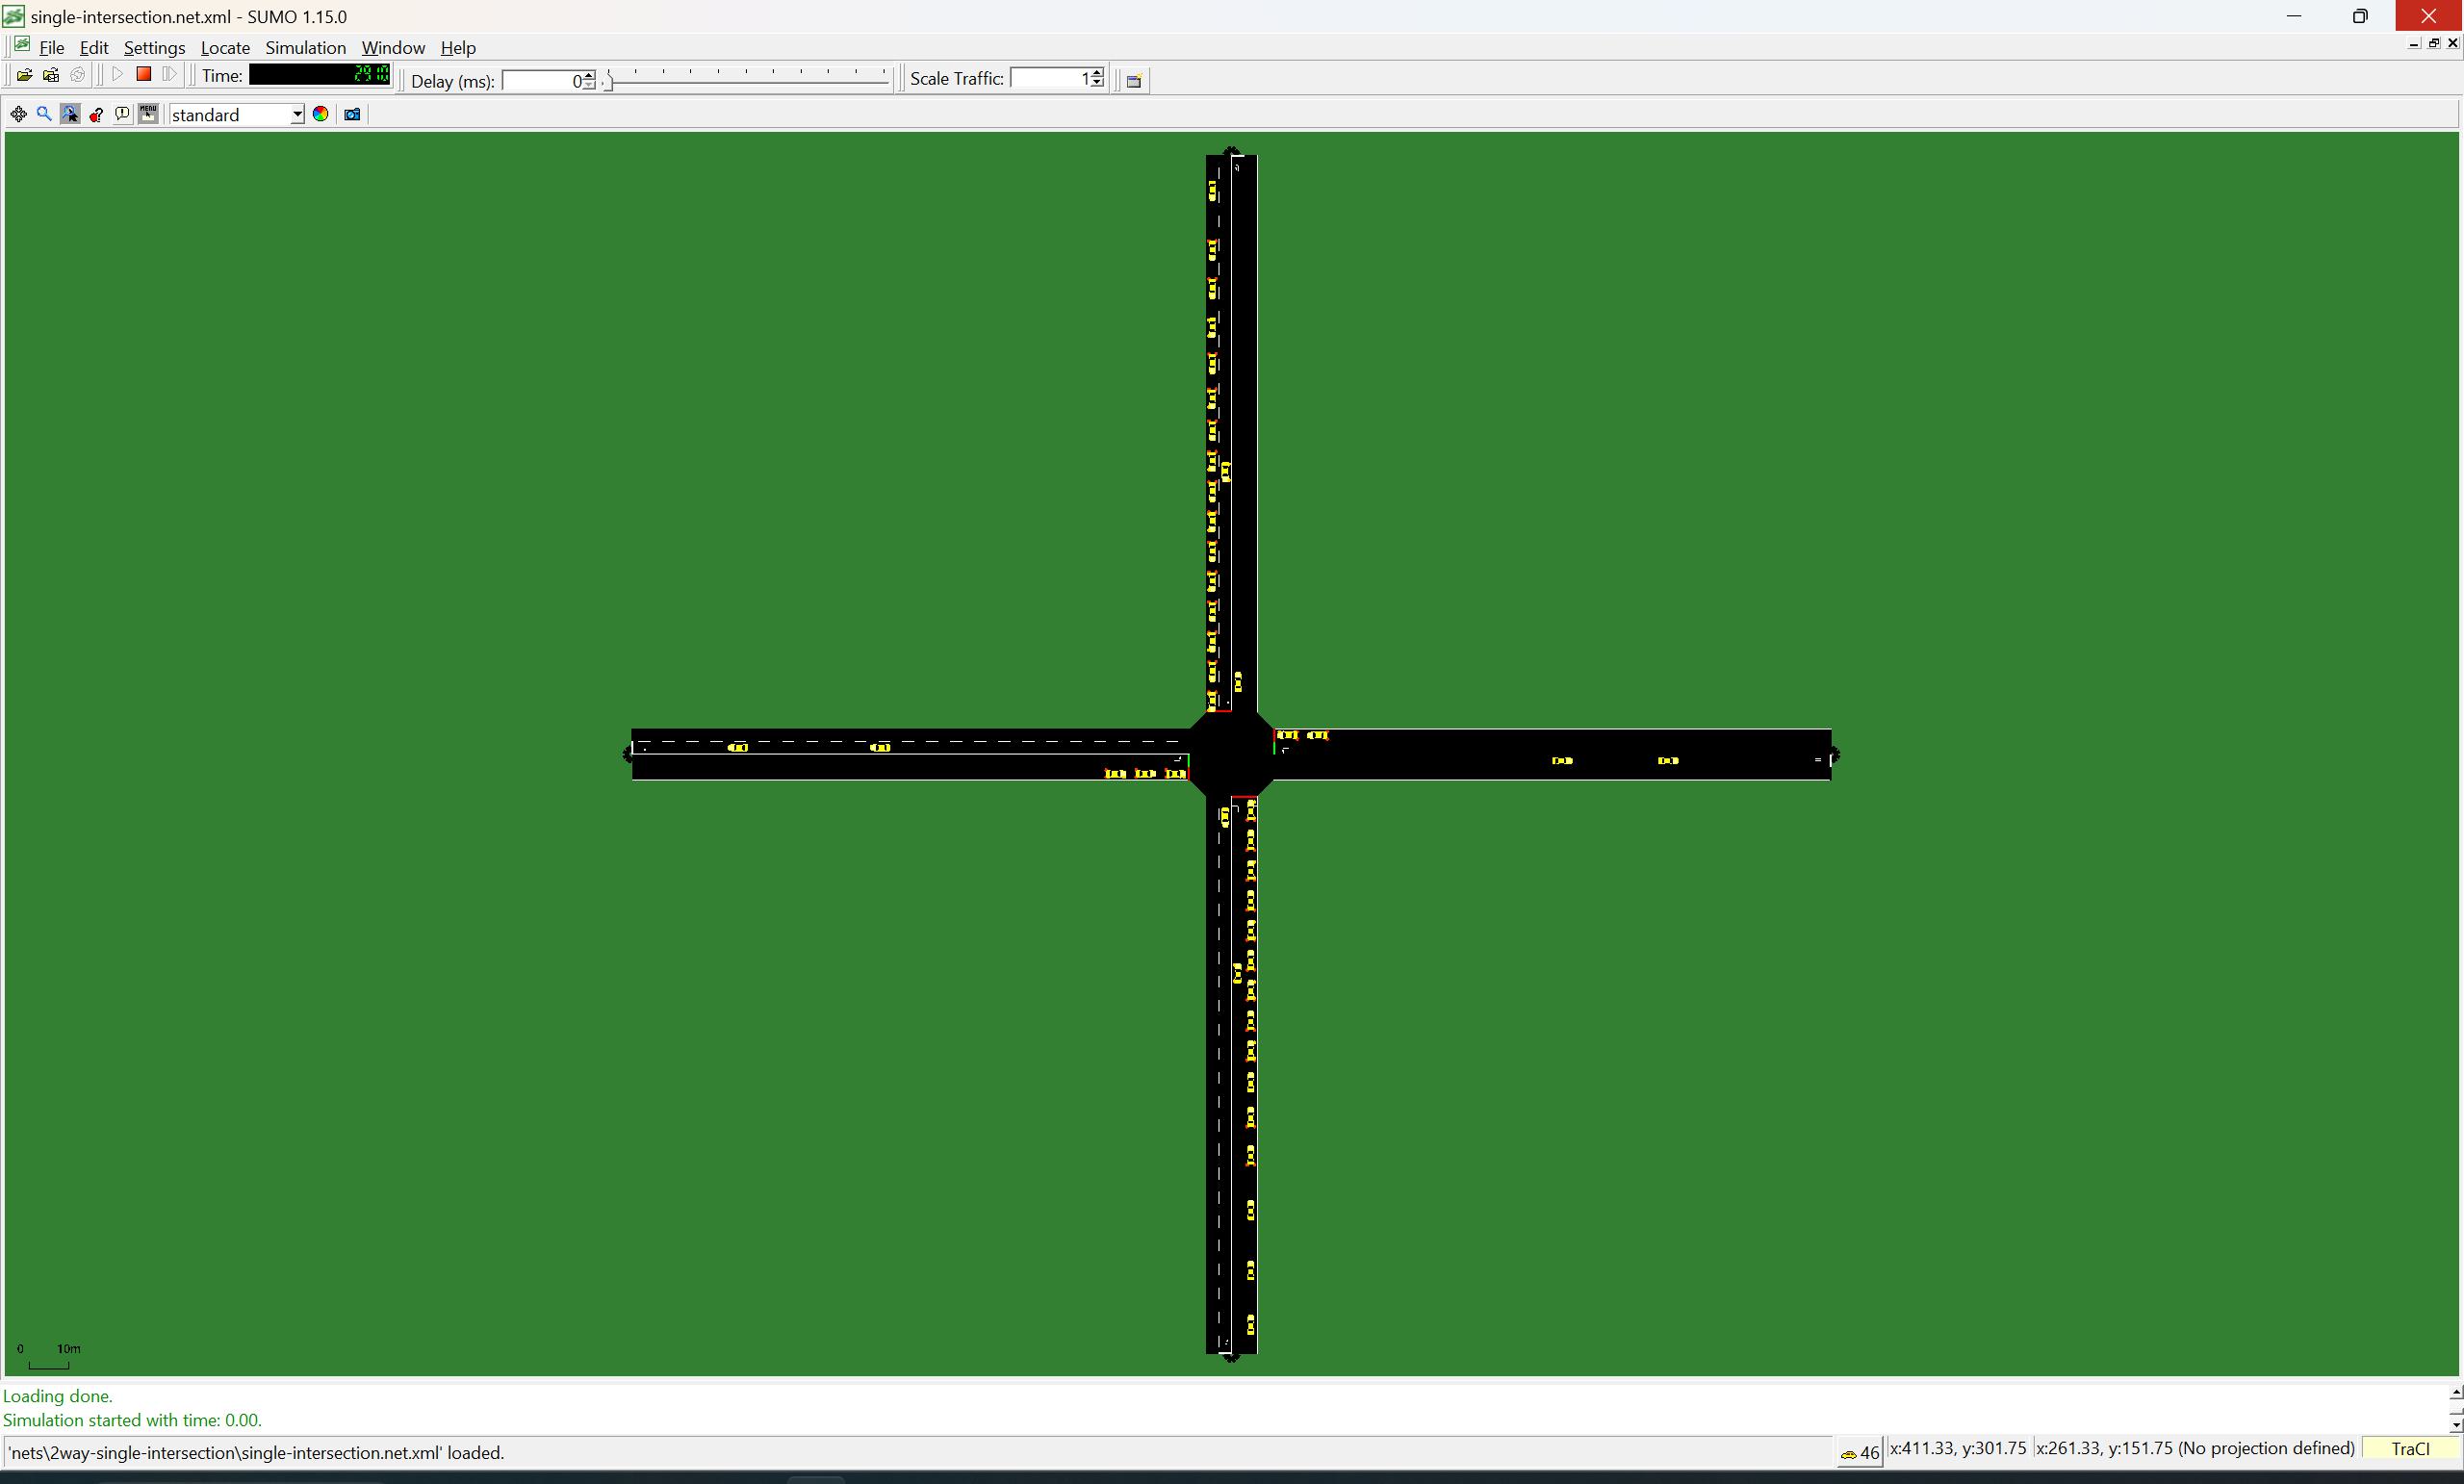 single-intersection.net.xml - SUMO 1.15.0
File Edit Settings Locate Simulation Window Help
Time: 2910 Delay (ms): 0 Scale Traffic: 1
MENU standard
0 10m
Loading done.
Simulation started with time: 0.00.
'nets\2way-single-intersection\single-intersection.net.xml' loaded. 46 x:411.33, y:301.75 x:261.33, y:151.75 (No projection defined) TraCI